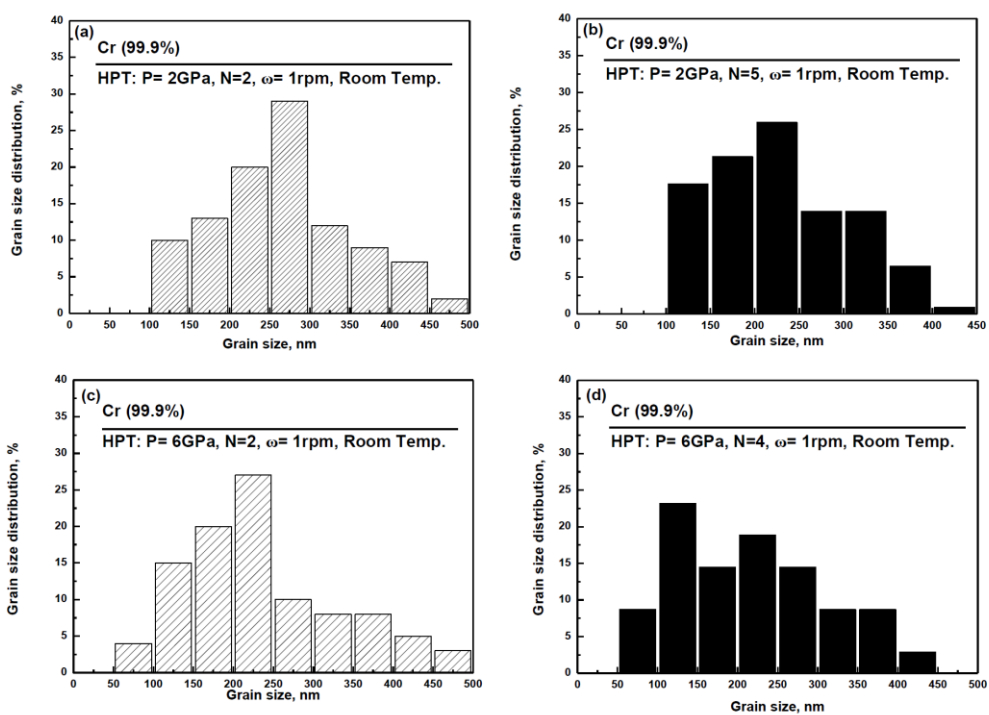 (a)
Cr (99.9%)
HPT: P= 2GPa, N=2, ω= 1rpm, Room Temp.
Grain size distribution, %
40
35
30
25
20
15
10
5
0
0 50 100 150 200 250 300 350 400 450 500
Grain size, nm
(b)
Cr (99.9%)
HPT: P= 2GPa, N=5, ω= 1rpm, Room Temp.
Grain size distribution, %
40
35
30
25
20
15
10
5
0
0 50 100 150 200 250 300 350 400 450
Grain size, nm
(c)
Cr (99.9%)
HPT: P= 6GPa, N=2, ω= 1rpm, Room Temp.
Grain size distribution, %
40
35
30
25
20
15
10
5
0
0 50 100 150 200 250 300 350 400 450 500
Grain size, nm
(d)
Cr (99.9%)
HPT: P= 6GPa, N=4, ω= 1rpm, Room Temp.
Grain size distribution, %
40
35
30
25
20
15
10
5
0
0 50 100 150 200 250 300 350 400 450 500
Grain size, nm